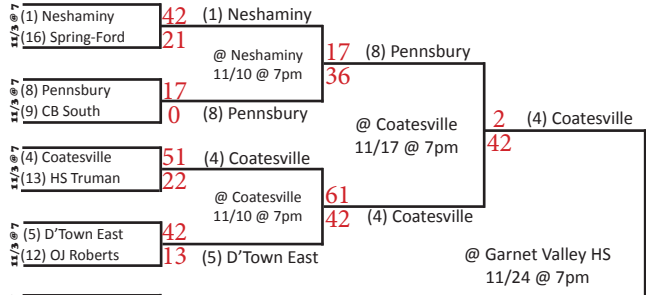 11/3 @ 7
(1) Neshaminy 42
(16) Spring-Ford 21
(1) Neshaminy
@ Neshaminy
11/10 @ 7pm
17
36
11/3 @ 7
(8) Pennsbury 17
(9) CB South 0
(8) Pennsbury
(8) Pennsbury
@ Coatesville
11/17 @ 7pm
2
42
(4) Coatesville
11/3 @ 7
(4) Coatesville 51
(13) HS Truman 22
(4) Coatesville
@ Coatesville
11/10 @ 7pm
61
42
(4) Coatesville
11/3 @ 7
(5) D'Town East 42
(12) OJ Roberts 13
(5) D'Town East
@ Garnet Valley HS
11/24 @ 7pm